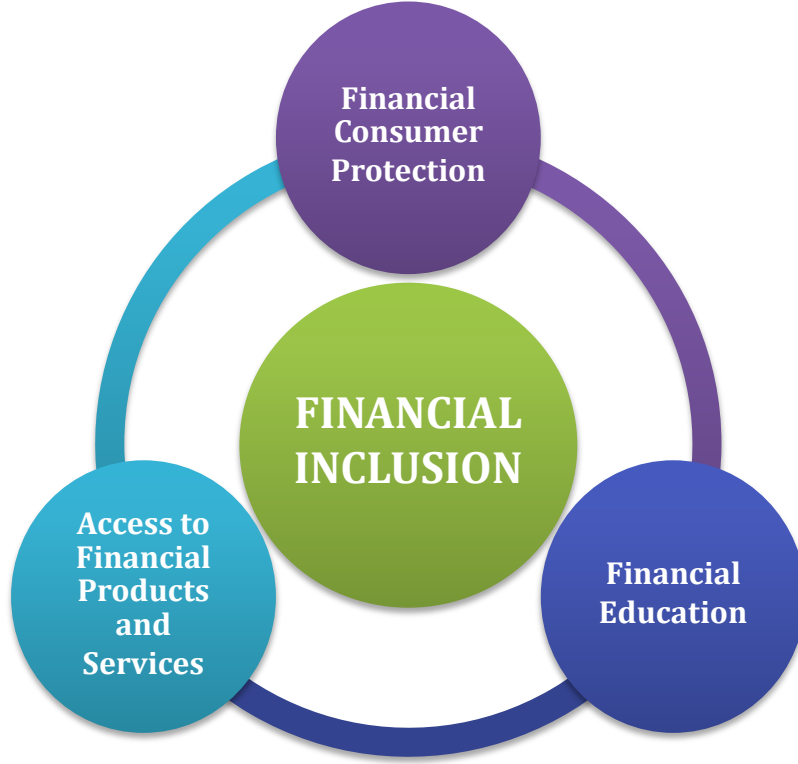 Financial
Consumer
Protection
FINANCIAL
INCLUSION
Access to
Financial
Products
and
Services
Financial
Education